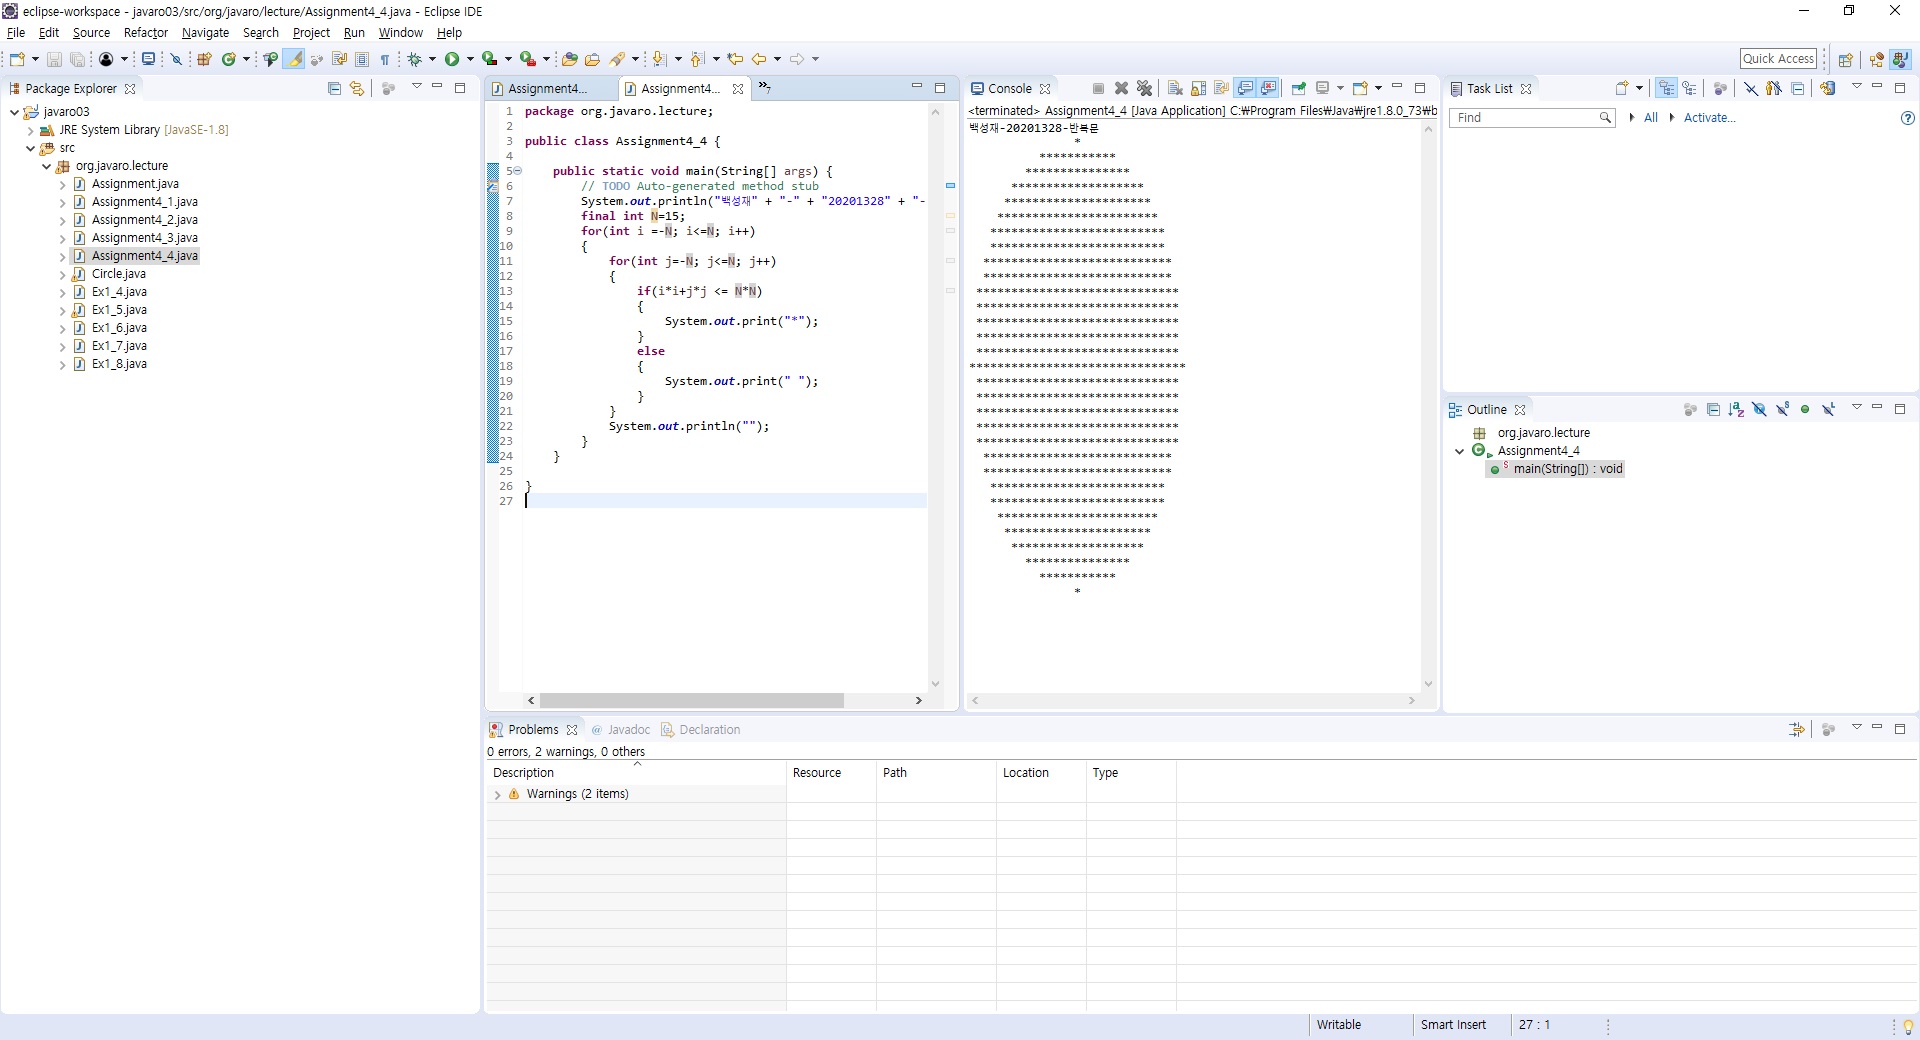 eclipse-workspace - javaro03/src/org/javaro/lecture/Assignment4_4.java - Eclipse IDE
File Edit Source Refactor Navigate Search Project Run Window Help
Quick Access
Package Explorer
javaro03
JRE System Library [JavaSE-1.8]
src
org.javaro.lecture
Assignment.java
Assignment4_1.java
Assignment4_2.java
Assignment4_3.java
Assignment4_4.java
Circle.java
Ex1_4.java
Ex1_5.java
Ex1_6.java
Ex1_7.java
Ex1_8.java
Assignment4... Assignment4... »7
1 package org.javaro.lecture;
2
3 public class Assignment4_4 {
4
5 public static void main(String[] args) {
6 // TODO Auto-generated method stub
7 System.out.println("백성재" + "-" + "20201328" + "-
8 final int N=15;
9 for(int i =-N; i<=N; i++)
10 {
11 for(int j=-N; j<=N; j++)
12 {
13 if(i*i+j*j <= N*N)
14 {
15 System.out.print("*");
16 }
17 else
18 {
19 System.out.print(" ");
20 }
21 }
22 System.out.println("");
23 }
24 }
25
26 }
27
Console
<terminated> Assignment4_4 [Java Application] C:₩Program Files₩Java₩jre1.8.0_73₩b
백성재-20201328-반복문
*
***********
***************
*******************
*********************
***********************
*************************
*************************
***************************
***************************
*****************************
*****************************
*****************************
*****************************
*****************************
*******************************
*****************************
*****************************
*****************************
*****************************
*****************************
***************************
***************************
*************************
*************************
***********************
*********************
*******************
***************
***********
*
Task List
Find All Activate...
Outline
org.javaro.lecture
Assignment4_4
main(String[]) : void
Problems @ Javadoc Declaration
0 errors, 2 warnings, 0 others
Description Resource Path Location Type
Warnings (2 items)
Writable Smart Insert 27 : 1